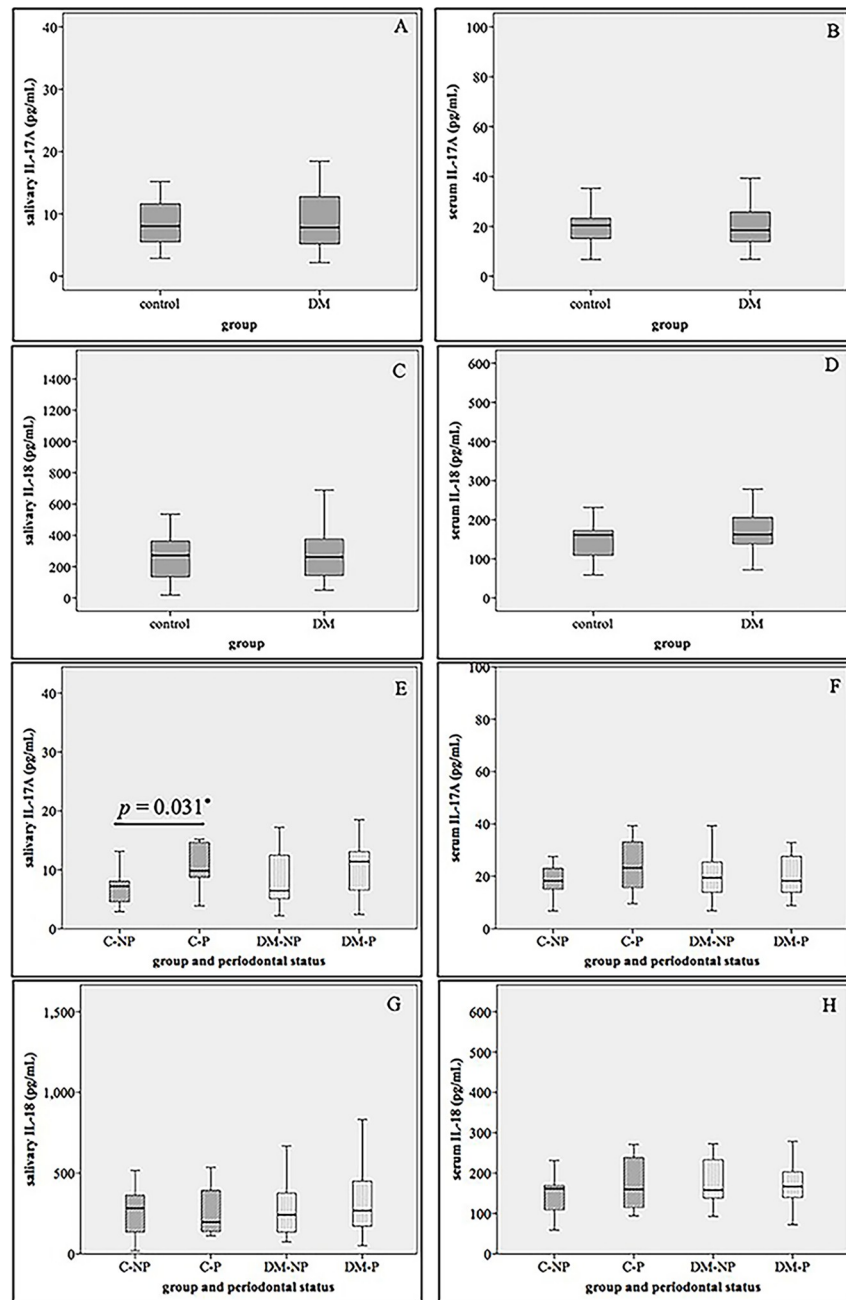 A
salivary IL-17A (pg/mL)
40
30
20
10
0
control DM
group
B
serum IL-17A (pg/mL)
100
80
60
40
20
0
control DM
group
C
salivary IL-18 (pg/mL)
1400
1200
1000
800
600
400
200
0
control DM
group
D
serum IL-18 (pg/mL)
600
500
400
300
200
100
0
control DM
group
E
salivary IL-17A (pg/mL)
40
30
20
10
0
p = 0.031*
C-NP C-P DM-NP DM-P
group and periodontal status
F
serum IL-17A (pg/mL)
100
80
60
40
20
0
C-NP C-P DM-NP DM-P
group and periodontal status
G
salivary IL-18 (pg/mL)
1,500
1,000
500
0
C-NP C-P DM-NP DM-P
group and periodontal status
H
serum IL-18 (pg/mL)
600
500
400
300
200
100
0
C-NP C-P DM-NP DM-P
group and periodontal status